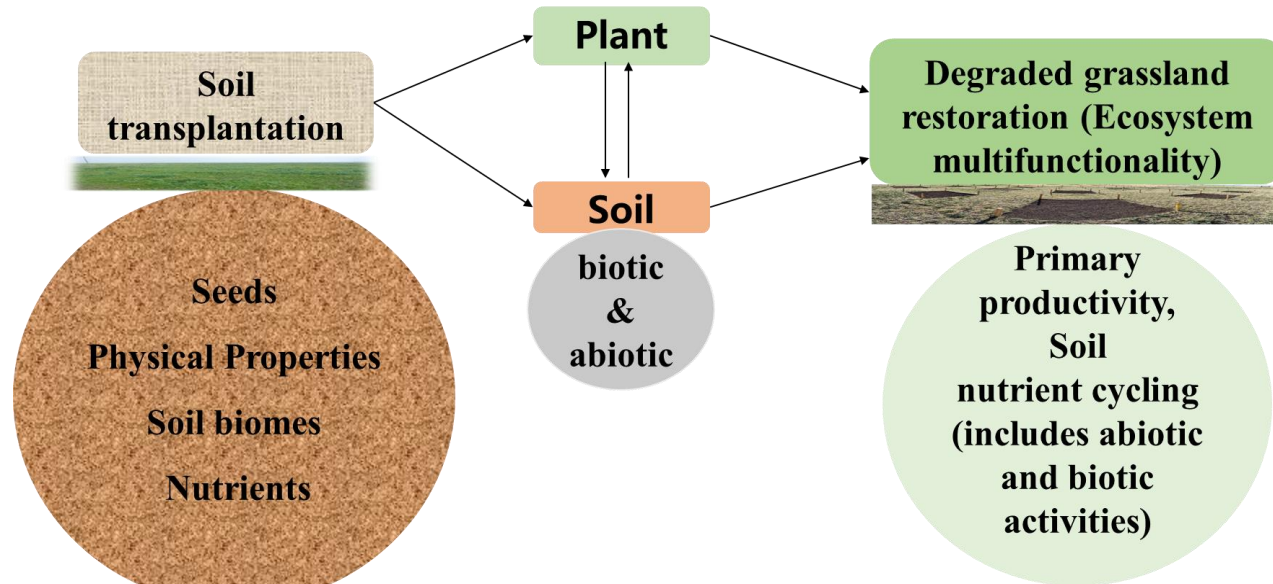 Soil
transplantation
Seeds
Physical Properties
Soil biomes
Nutrients
Plant
Soil
biotic
&
abiotic
Degraded grassland
restoration (Ecosystem
multifunctionality)
Primary
productivity,
Soil
nutrient cycling
(includes abiotic
and biotic
activities)